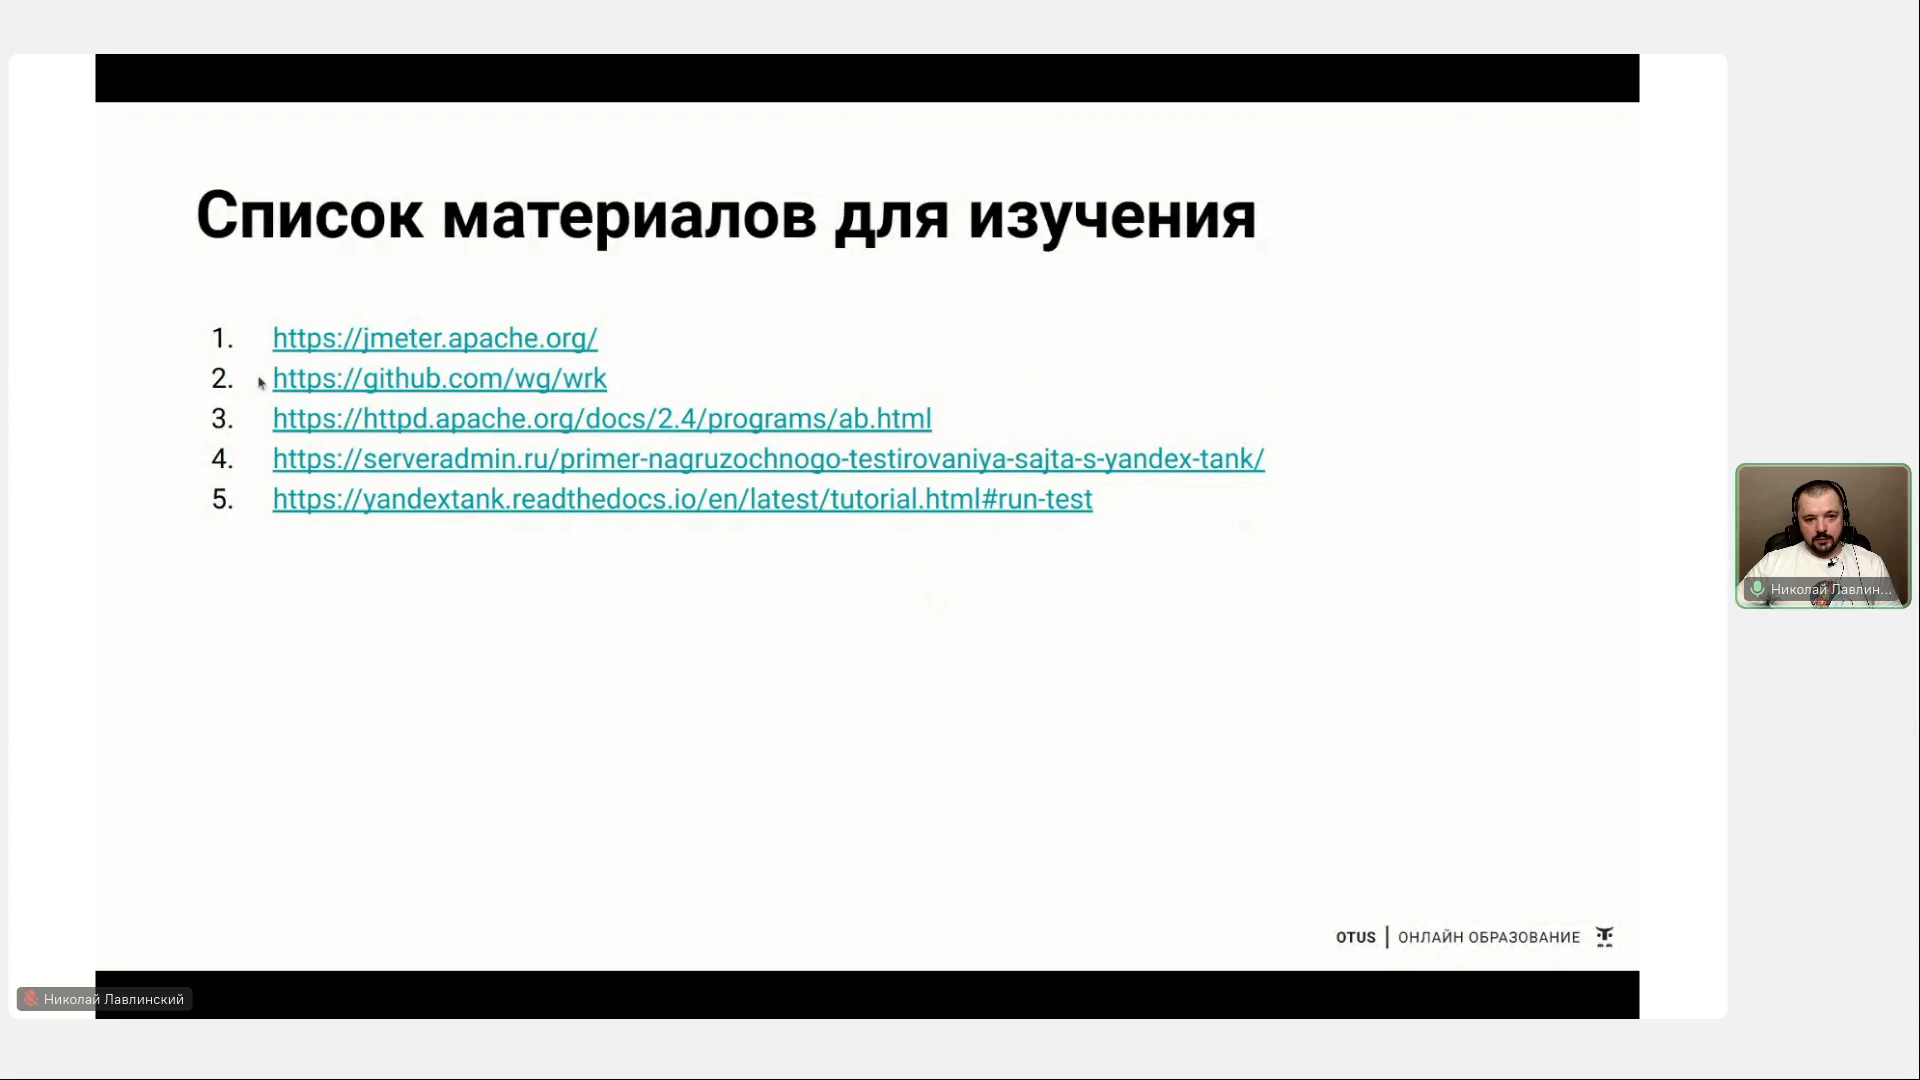 Список материалов для изучения
1. https://jmeter.apache.org/
2. https://github.com/wg/wrk
3. https://httpd.apache.org/docs/2.4/programs/ab.html
4. https://serveradmin.ru/primer-nagruzochnogo-testirovaniya-sajta-s-yandex-tank/
5. https://yandextank.readthedocs.io/en/latest/tutorial.html#run-test
Николай Лавлин...
OTUS | ОНЛАЙН ОБРАЗОВАНИЕ
Николай Лавлинский